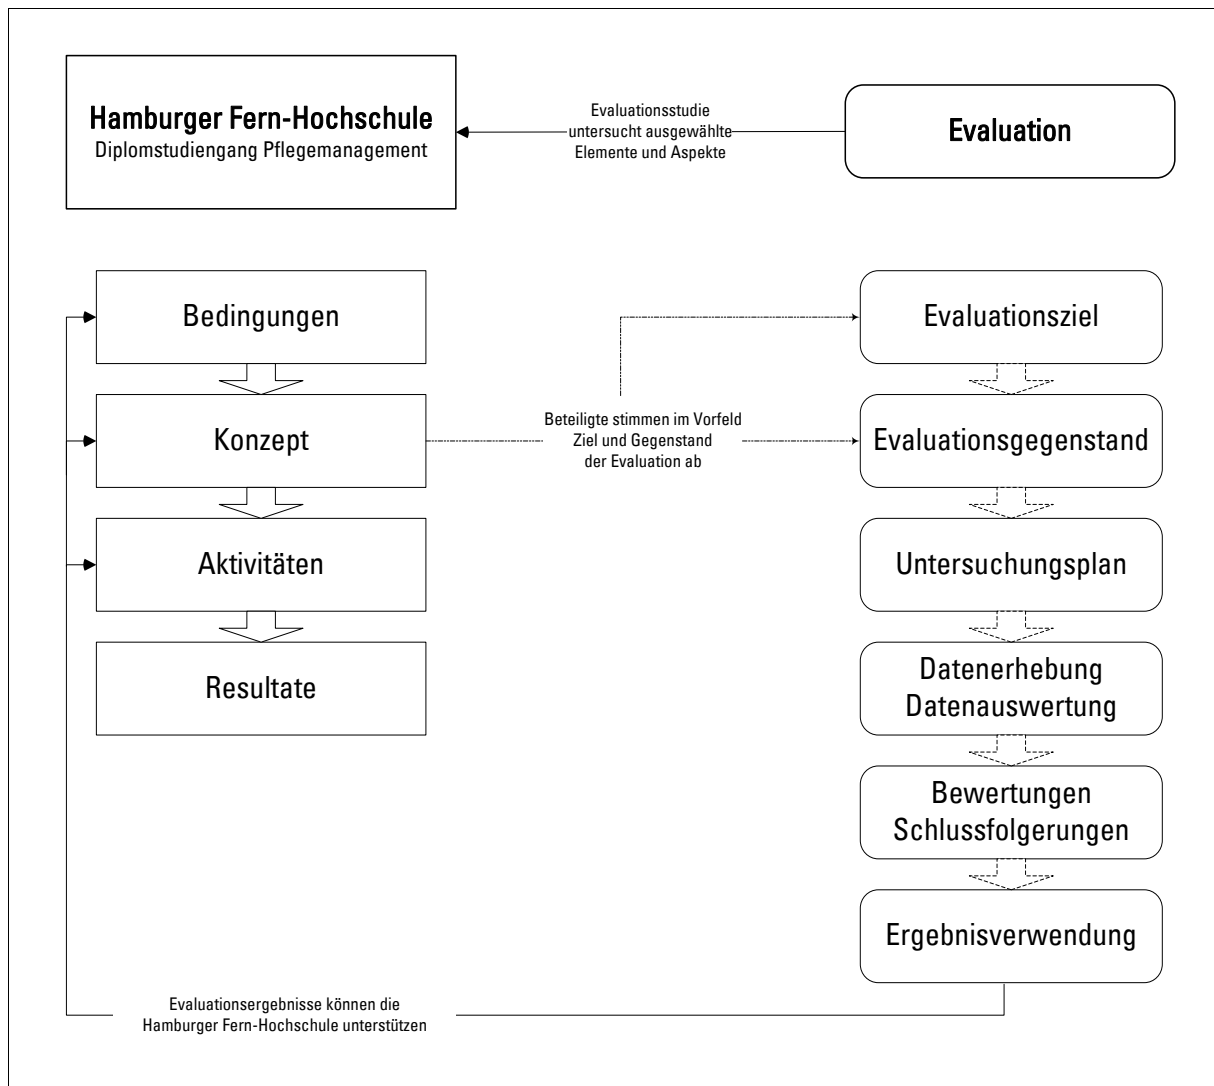 Hamburger Fern-Hochschule
Diplomstudiengang Pflegemanagement
Evaluationsstudie
untersucht ausgewählte
Elemente und Aspekte
Evaluation
Bedingungen
Konzept
Aktivitäten
Resultate
Beteiligte stimmen im Vorfeld
Ziel und Gegenstand
der Evaluation ab
Evaluationsziel
Evaluationsgegenstand
Untersuchungsplan
Datenerhebung
Datenauswertung
Bewertungen
Schlussfolgerungen
Ergebnisverwendung
Evaluationsergebnisse können die
Hamburger Fern-Hochschule unterstützen